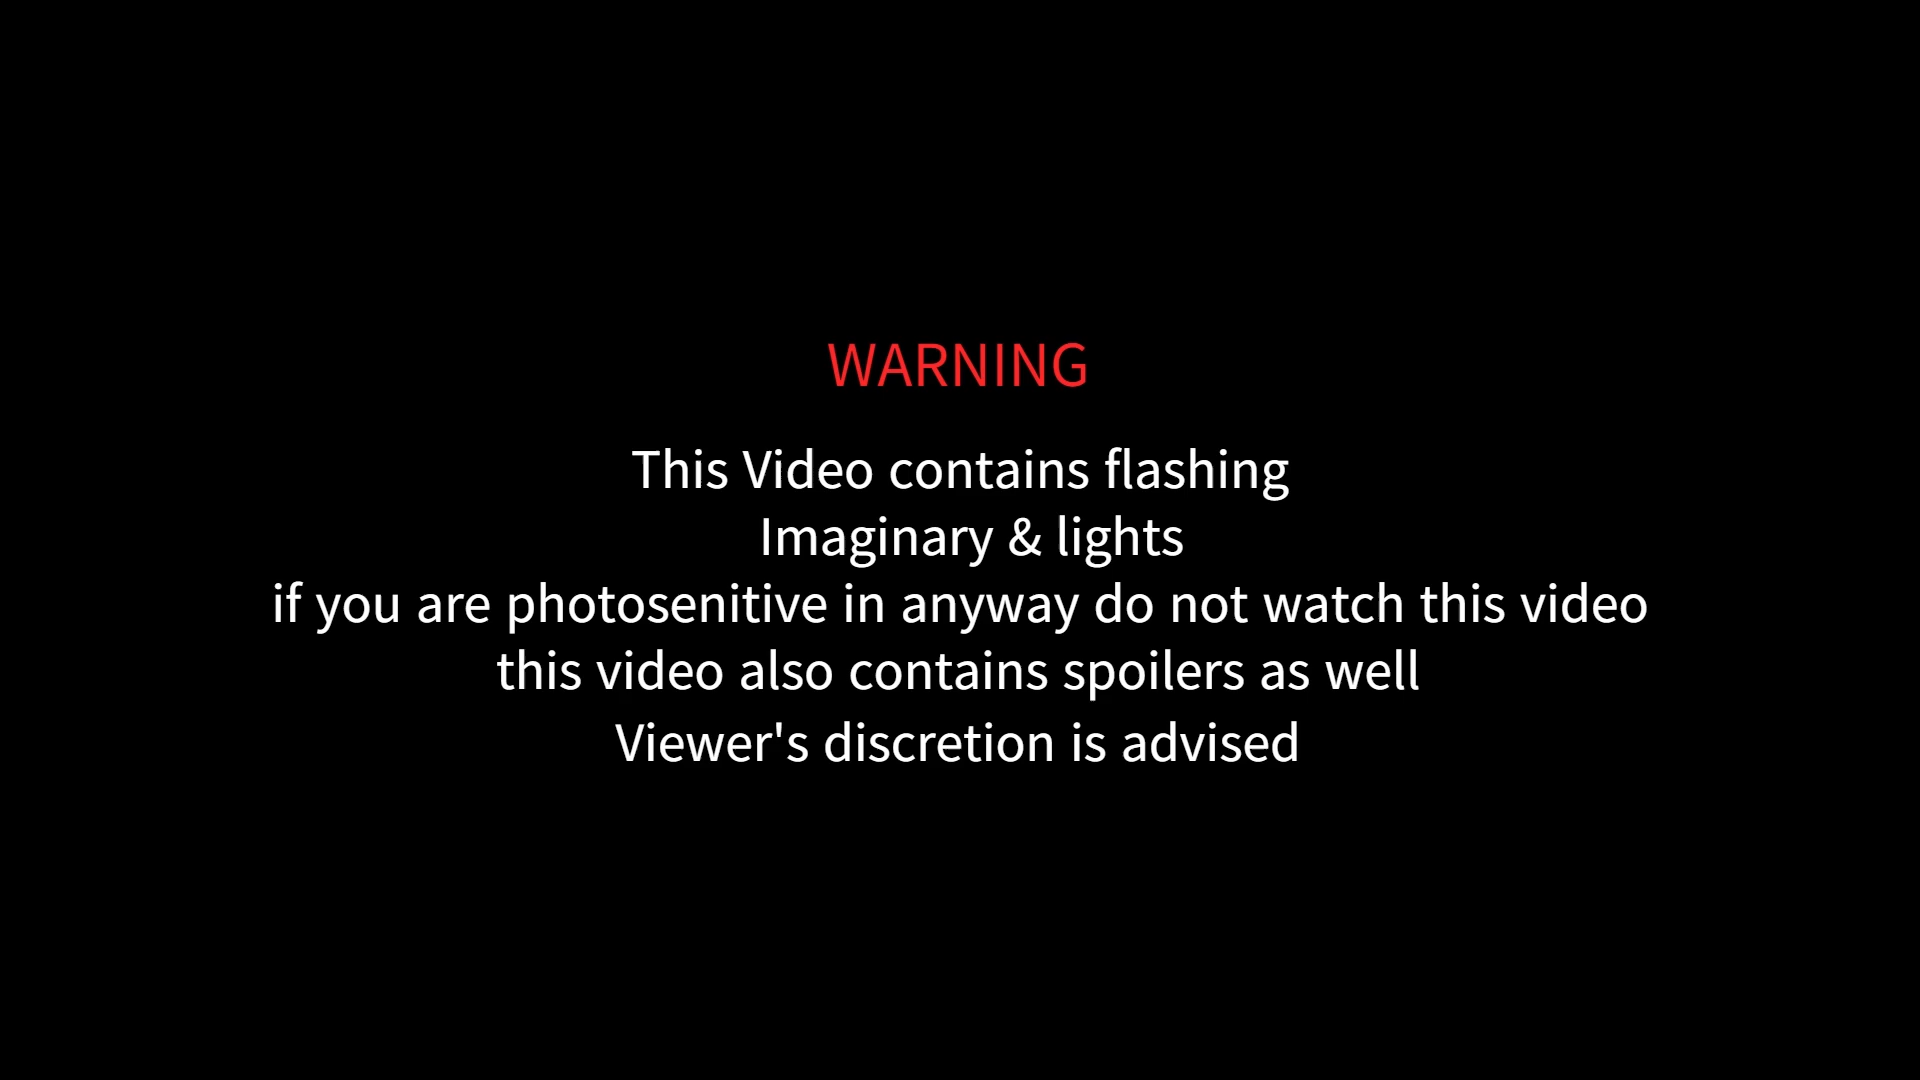 WARNING
This Video contains flashing
Imaginary & lights
if you are photosenitive in anyway do not watch this video
this video also contains spoilers as well
Viewer's discretion is advised